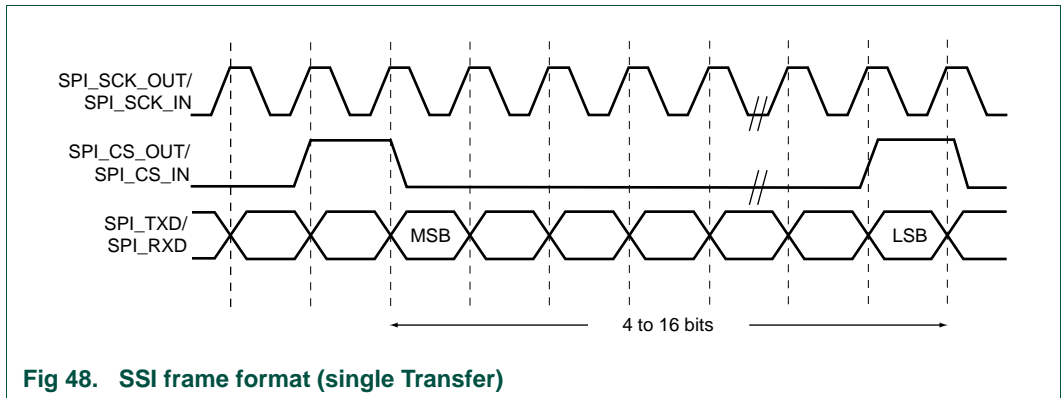 SPI_SCK_OUT/
SPI_SCK_IN
SPI_CS_OUT/
SPI_CS_IN
SPI_TXD/
SPI_RXD
MSB
LSB
4 to 16 bits
Fig 48. SSI frame format (single Transfer)